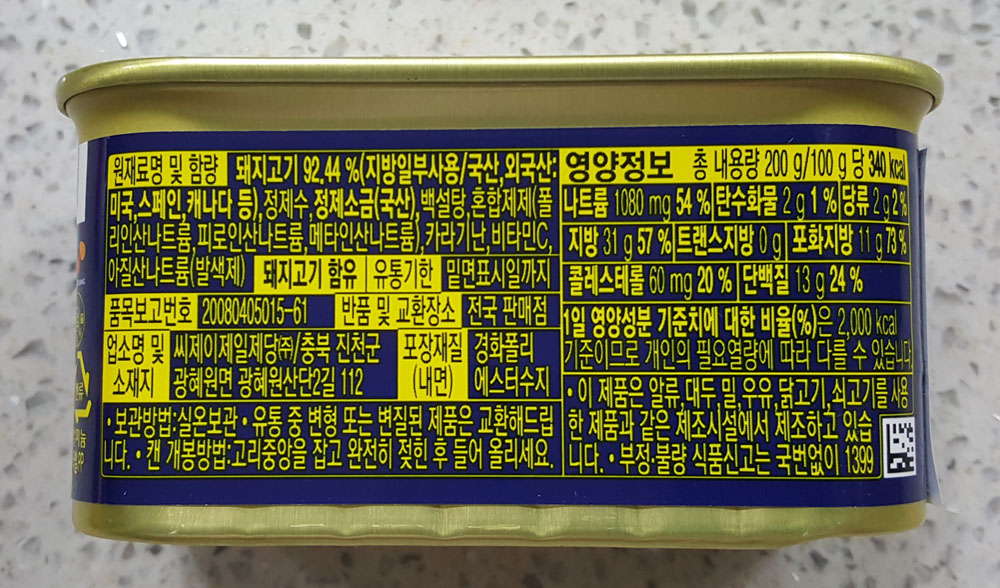 원재료명 및 함량 돼지고기 92.44 %(지방일부사용/국산,외국산:
미국,스페인,캐나다 등),정제수,정제소금(국산),백설탕,혼합제제(폴
리인산나트륨,피로인산나트륨,메타인산나트륨),카라기난,비타민C,
아질산나트륨(발색제) 돼지고기 함유 유통기한 밑면표시일까지
품목보고번호 20080405015-61 반품 및 교환장소 전국 판매점
업소명 및 소재지
씨제이제일제당㈜/충북 진천군
광혜원면 광혜원산단2길 112
포장재질
(내면)
경화폴리
에스터수지
• 보관방법:실온보관 • 유통 중 변형 또는 변질된 제품은 교환해드립
니다. • 캔 개봉방법:고리중앙을 잡고 완전히 젖힌 후 들어 올리세요.
영양정보 총 내용량 200 g/100 g 당 340 kcal
나트륨 1080 mg 54 % 탄수화물 2 g 1 % 당류 2 g 2 %
지방 31 g 57 % 트랜스지방 0 g 포화지방 11 g 73 %
콜레스테롤 60 mg 20 % 단백질 13 g 24 %
1일 영양성분 기준치에 대한 비율(%)은 2,000 kcal
기준이므로 개인의 필요열량에 따라 다를 수 있습니다.
• 이 제품은 알류,대두,밀,우유,닭고기,쇠고기를 사용
한 제품과 같은 제조시설에서 제조하고 있습
니다. • 부정·불량 식품신고는 국번없이 1399